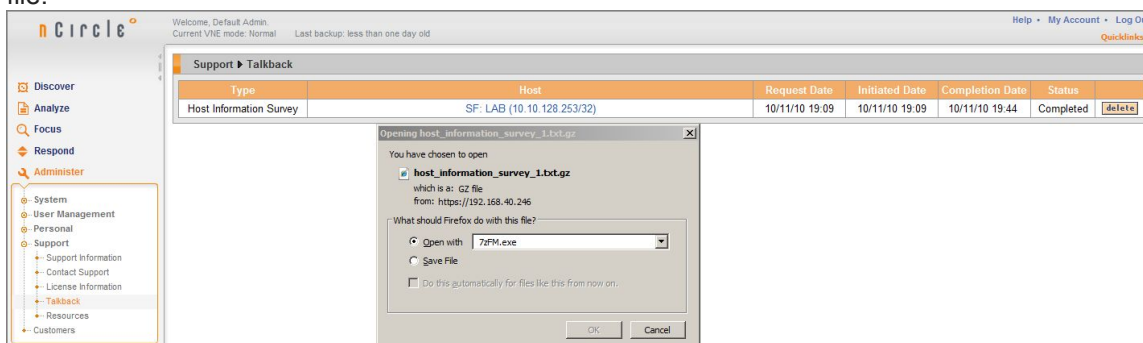 file.
nCircle
Welcome, Default Admin.
Current VNE mode: Normal Last backup: less than one day old
Help • My Account • Log Ou
Quicklinks
Support ▶ Talkback
Discover
Analyze
Focus
Respond
Administer
System
User Management
Personal
Support
Support Information
Contact Support
License Information
Talkback
Resources
Customers
Type Host Request Date Initiated Date Completion Date Status
Host Information Survey SF: LAB (10.10.128.253/32) 10/11/10 19:09 10/11/10 19:09 10/11/10 19:44 Completed delete
Opening host_information_survey_1.txt.gz
You have chosen to open
host_information_survey_1.txt.gz
which is a: GZ file
from: https://192.168.40.246
What should Firefox do with this file?
Open with 7zFM.exe
Save File
Do this automatically for files like this from now on.
OK Cancel